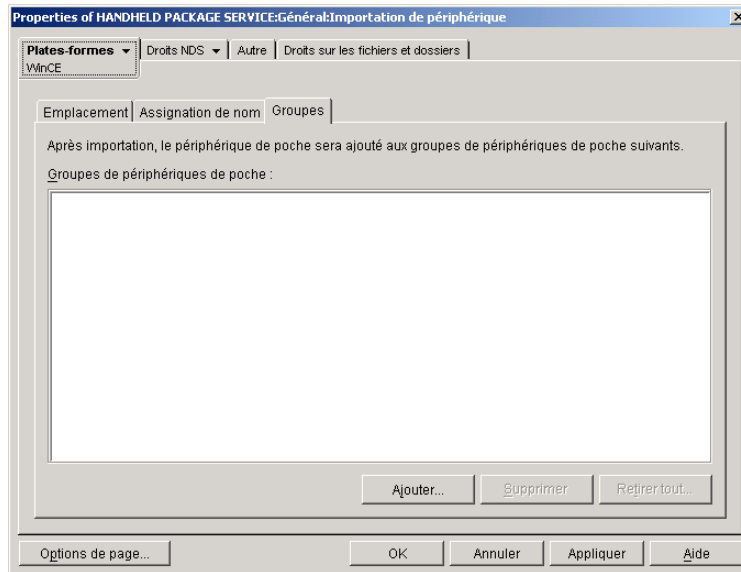 Properties of HANDHELD PACKAGE SERVICE:Général:Importation de périphérique
Plates-formes Droits NDS Autre Droits sur les fichiers et dossiers
WinCE
Emplacement Assignation de nom Groupes
Après importation, le périphérique de poche sera ajouté aux groupes de périphériques de poche suivants.
Groupes de périphériques de poche :
Ajouter... Supprimer Retirer tout...
Options de page... OK Annuler Appliquer Aide